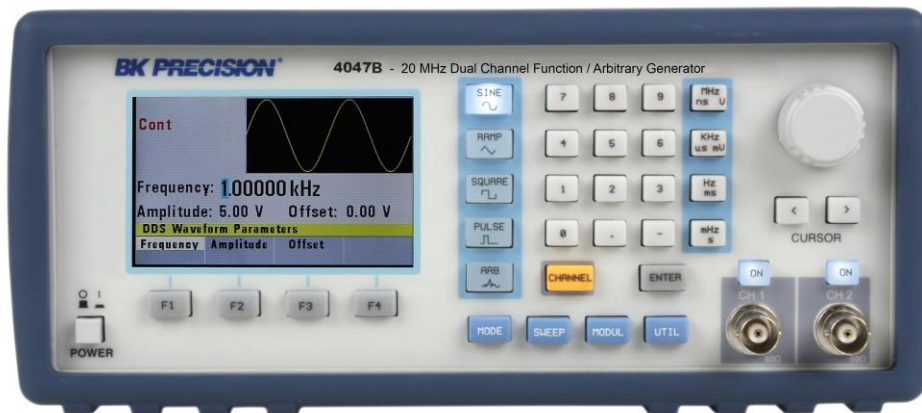 BK PRECISION®
4047B - 20 MHz Dual Channel Function / Arbitrary Generator
Cont
Frequency: 1.00000 kHz
Amplitude: 5.00 V Offset: 0.00 V
DDS Waveform Parameters
Frequency Amplitude Offset
F1 F2 F3 F4
O I
POWER
SINE
RAMP
SQUARE
PULSE
ARB
7 8 9 MHz ns V
4 5 6 KHz us mV
1 2 3 Hz ms
0 . - mHz s
CHANNEL ENTER
MODE SWEEP MODUL UTIL
< >
CURSOR
ON ON
CH 1 CH 2
50Ω 50Ω